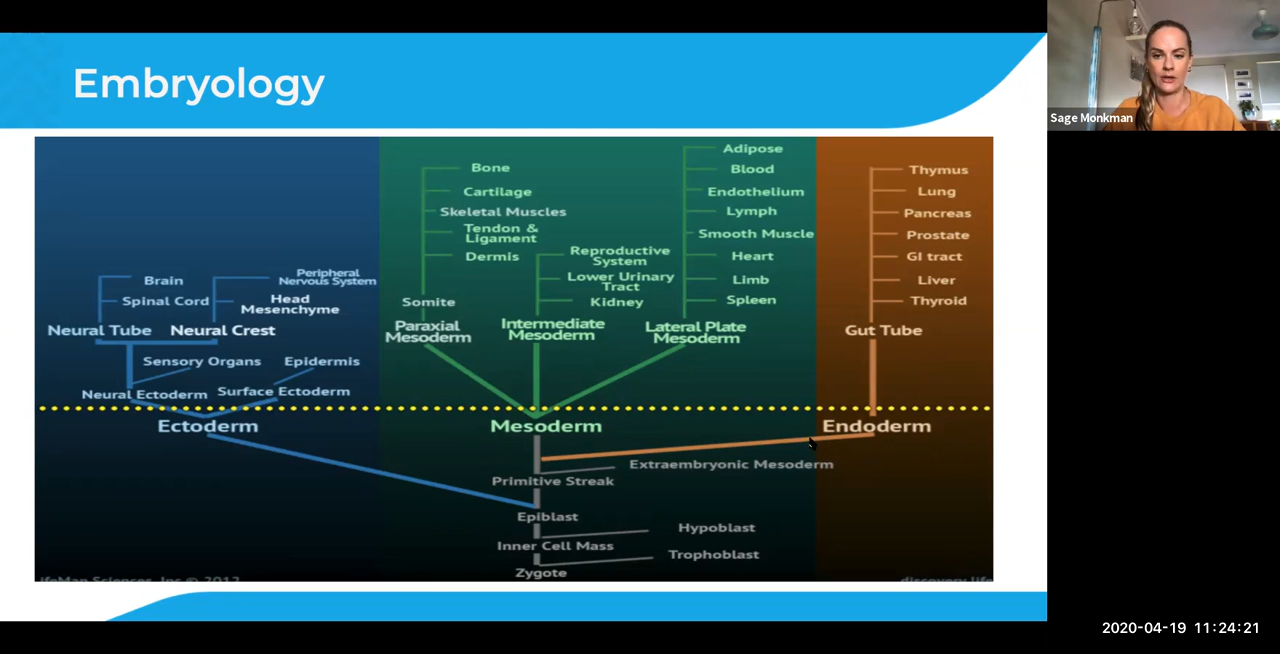 Embryology
Sage Monkman
Brain
Spinal Cord
Peripheral
Nervous System
Head
Mesenchyme
Neural Tube
Neural Crest
Sensory Organs
Epidermis
Neural Ectoderm
Surface Ectoderm
Ectoderm
Bone
Cartilage
Skeletal Muscles
Tendon &
Ligament
Dermis
Somite
Paraxial
Mesoderm
Reproductive
System
Lower Urinary
Tract
Kidney
Intermediate
Mesoderm
Adipose
Blood
Endothelium
Lymph
Smooth Muscle
Heart
Limb
Spleen
Lateral Plate
Mesoderm
Mesoderm
Thymus
Lung
Pancreas
Prostate
GI tract
Liver
Thyroid
Gut Tube
Endoderm
Extraembryonic Mesoderm
Primitive Streak
Epiblast
Hypoblast
Inner Cell Mass
Trophoblast
Zygote
ifeMan Sciences, Inc © 2012
discovery.life
2020-04-19 11:24:21